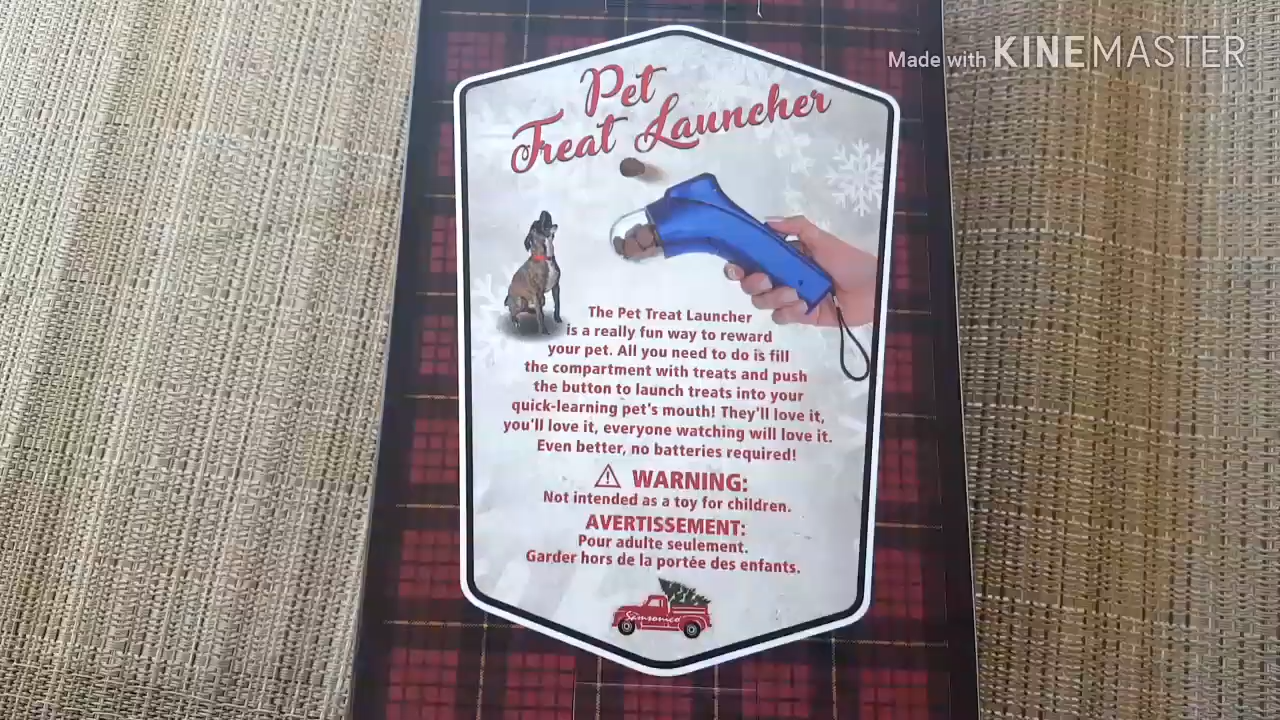 Made with KINEMASTER
Pet
Treat Launcher
The Pet Treat Launcher
is a really fun way to reward
your pet. All you need to do is fill
the compartment with treats and push
the button to launch treats into your
quick-learning pet's mouth! They'll love it,
you'll love it, everyone watching will love it.
Even better, no batteries required!
WARNING:
Not intended as a toy for children.
AVERTISSEMENT:
Pour adulte seulement.
Garder hors de la portée des enfants.
Samsonico